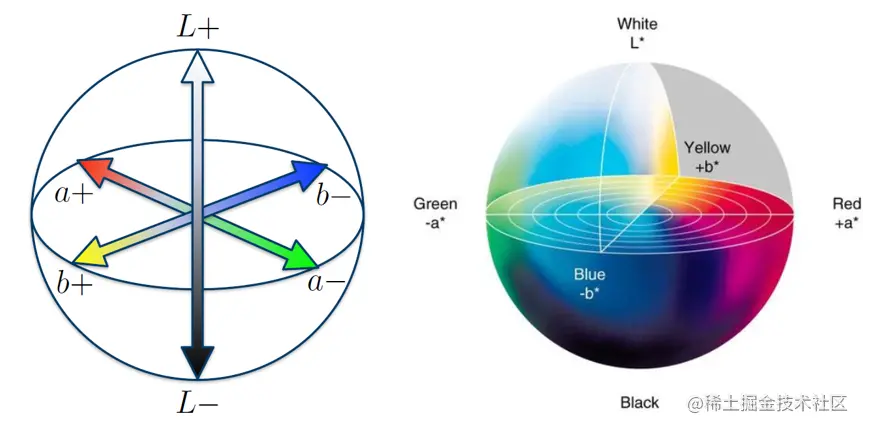 L+
a+
b−
b+
a−
L−
White
L*
Yellow
+b*
Green
-a*
Red
+a*
Blue
-b*
Black
@稀土掘金技术社区